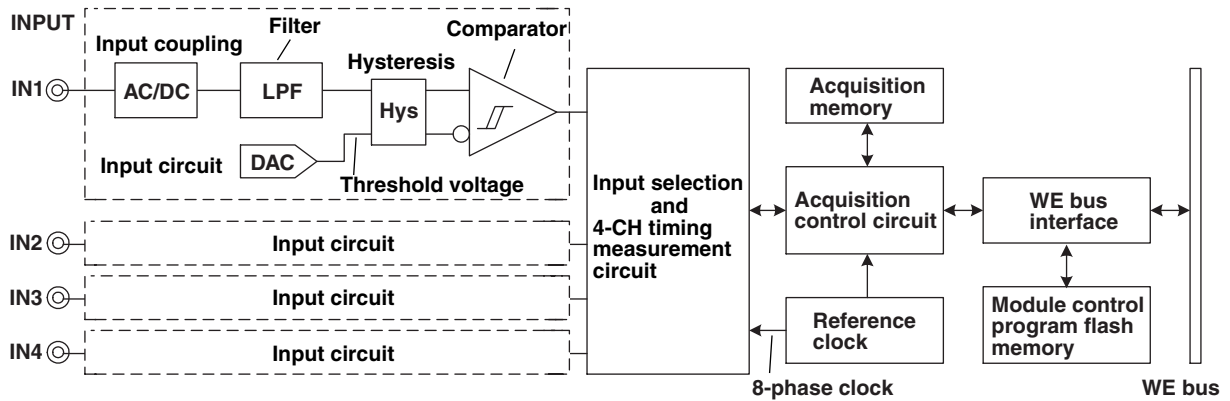 INPUT
Filter
Comparator
Input coupling
Hysteresis
IN1
AC/DC
LPF
Hys
Input circuit
DAC
Threshold voltage
IN2
Input circuit
IN3
Input circuit
IN4
Input circuit
Input selection
and
4-CH timing
measurement
circuit
Acquisition
memory
Acquisition
control circuit
Reference
clock
8-phase clock
WE bus
interface
Module control
program flash
memory
WE bus